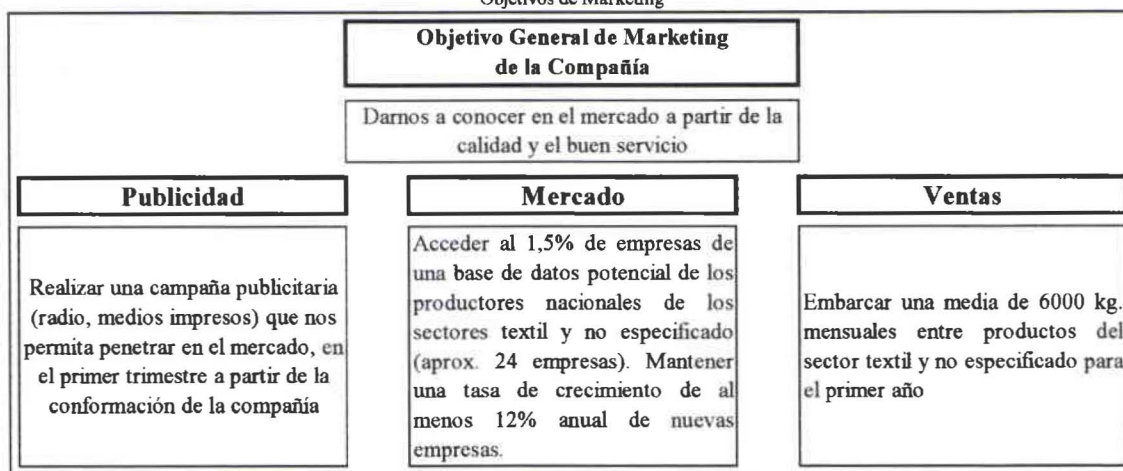 Objetivos de Marketing
Objetivo General de Marketing
de la Compañía
Darnos a conocer en el mercado a partir de la
calidad y el buen servicio
Publicidad
Realizar una campaña publicitaria
(radio, medios impresos) que nos
permita penetrar en el mercado, en
el primer trimestre a partir de la
conformación de la compañía
Mercado
Acceder al 1,5% de empresas de
una base de datos potencial de los
productores nacionales de los
sectores textil y no especificado
(aprox. 24 empresas). Mantener
una tasa de crecimiento de al
menos 12% anual de nuevas
empresas.
Ventas
Embarcar una media de 6000 kg.
mensuales entre productos del
sector textil y no especificado para
el primer año